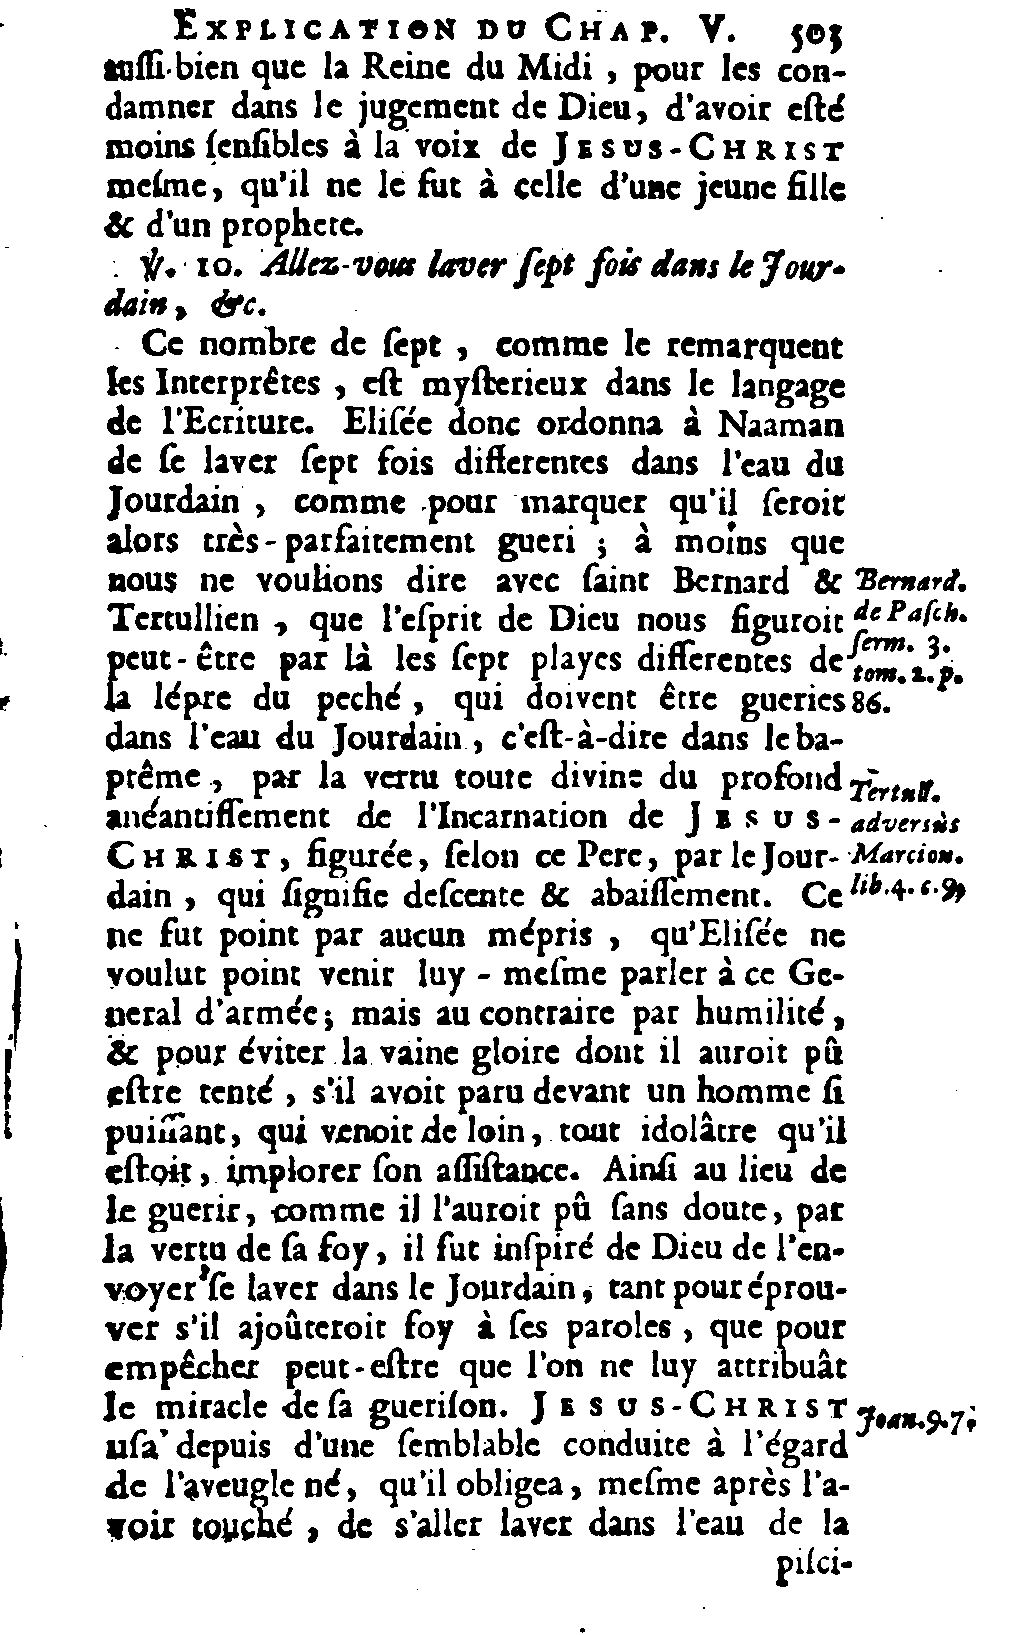 EXPLICATION DU CHAP. V. 503
auſſi-bien que la Reine du Midi, pour les con-
damner dans le jugement de Dieu, d'avoir eſté
moins ſenſibles à la voix de JESUS-CHRIST
meſme, qu'il ne le fut à celle d'une jeune fille
& d'un prophete.
℣. 10. Allez-vous laver ſept fois dans le Jour-
dain, &c.
Ce nombre de ſept, comme le remarquent
les Interprêtes, eſt myſterieux dans le langage
de l'Ecriture. Eliſée donc ordonna à Naaman
de ſe laver ſept fois differentes dans l'eau du
Jourdain, comme pour marquer qu'il ſeroit
alors très-parfaitement gueri; à moins que
nous ne voulions dire avec ſaint Bernard &
Tertullien, que l'eſprit de Dieu nous figuroit
peut-être par là les ſept playes differentes de
la lépre du peché, qui doivent être gueries
dans l'eau du Jourdain, c'eſt-à-dire dans le ba-
ptême, par la vertu toute divine du profond
anéantiſſement de l'Incarnation de JESUS-
CHRIST, figurée, ſelon ce Pere, par le Jour-
dain, qui ſignifie deſcente & abaiſſement. Ce
ne fut point par aucun mépris, qu'Eliſée ne
voulut point venir luy-meſme parler à ce Ge-
neral d'armée; mais au contraire par humilité,
& pour éviter la vaine gloire dont il auroit pû
eſtre tenté, s'il avoit paru devant un homme ſi
puiſſant, qui venoit de loin, tout idolâtre qu'il
eſtoit, implorer ſon aſſiſtance. Ainſi au lieu de
le guerir, comme il l'auroit pû ſans doute, par
la vertu de ſa foy, il fut inſpiré de Dieu de l'en-
voyer ſe laver dans le Jourdain, tant pour éprou-
ver s'il ajoûteroit foy à ſes paroles, que pour
empêcher peut-eſtre que l'on ne luy attribuât
le miracle de ſa gueriſon. JESUS-CHRIST
uſa depuis d'une ſemblable conduite à l'égard
de l'aveugle né, qu'il obligea, meſme après l'a-
voir touché, de s'aller laver dans l'eau de la
piſci-
Bernard.
de Paſch.
ſerm. 3.
tom. 2. p.
86.
Tertull.
adversùs
Marcion.
lib. 4. c. 9.
Joan. 9. 7.